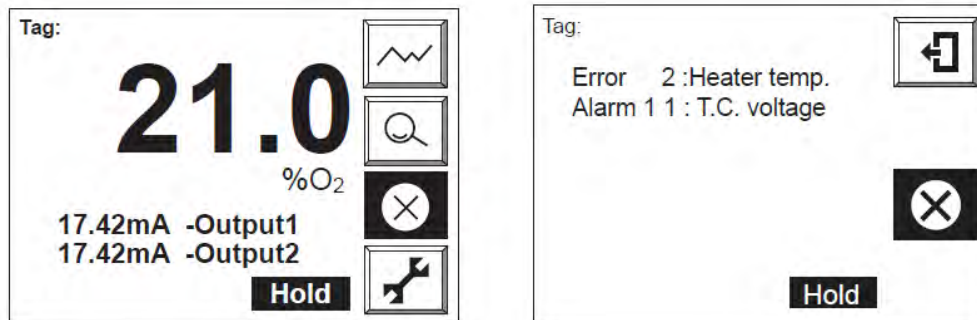 Tag:
21.0
%O₂
17.42mA -Output1
17.42mA -Output2
Hold
Tag:
Error 2 :Heater temp.
Alarm 1 1 : T.C. voltage
Hold